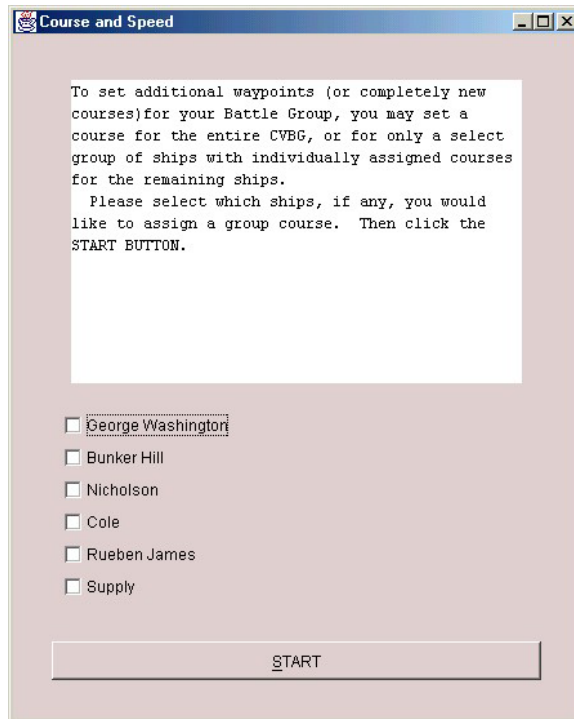 Course and Speed
To set additional waypoints (or completely new
courses)for your Battle Group, you may set a
course for the entire CVBG, or for only a select
group of ships with individually assigned courses
for the remaining ships.
Please select which ships, if any, you would
like to assign a group course.  Then click the
START BUTTON.
George Washington
Bunker Hill
Nicholson
Cole
Rueben James
Supply
START